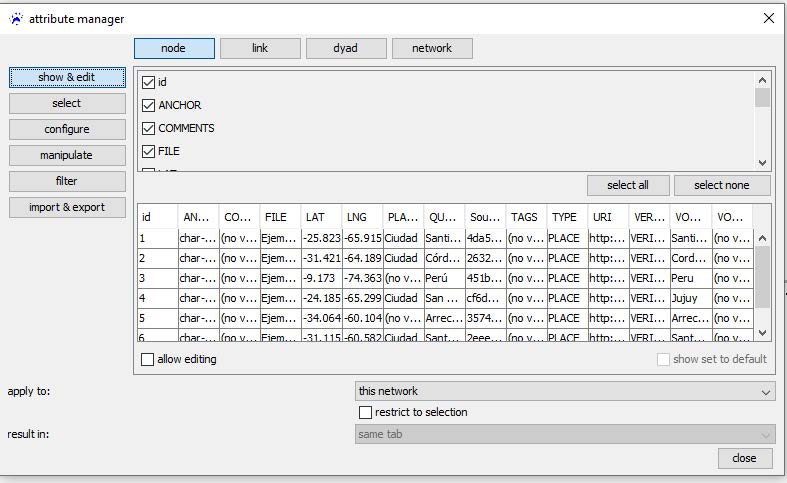 attribute manager
node link dyad network
show & edit
select
configure
manipulate
filter
import & export
id
ANCHOR
COMMENTS
FILE
select all select none
id AN... CO... FILE LAT LNG PLA... QU... Sou... TAGS TYPE URI VER... VO... VO...
1 char-... (no v... Ejem... -25.823 -65.915 Ciudad Santi... 4da5... (no v... PLACE http:... VERI... Santi... (no v...
2 char-... (no v... Ejem... -31.421 -64.189 Ciudad Córd... 2632... (no v... PLACE http:... VERI... Cord... (no v...
3 char-... (no v... Ejem... -9.173 -74.363 (no v... Perú 451b... (no v... PLACE http:... VERI... Peru (no v...
4 char-... (no v... Ejem... -24.185 -65.299 Ciudad San ... cf6d... (no v... PLACE http:... VERI... Jujuy (no v...
5 char-... (no v... Ejem... -34.064 -60.104 (no v... Arrec... 3574... (no v... PLACE http:... VERI... Arrec... (no v...
6 char-... (no v... Ejem... -31.115 -60.582 Ciudad Sant... 2eee... (no v... PLACE http:... VERI... Sant... (no v...
allow editing show set to default
apply to: this network
restrict to selection
result in: same tab
close